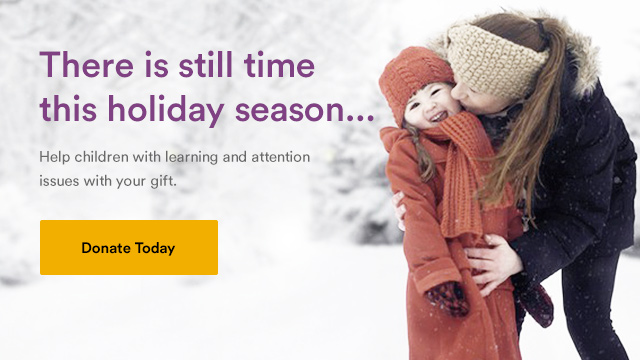 There is still time
this holiday season...
Help children with learning and attention
issues with your gift.
Donate Today